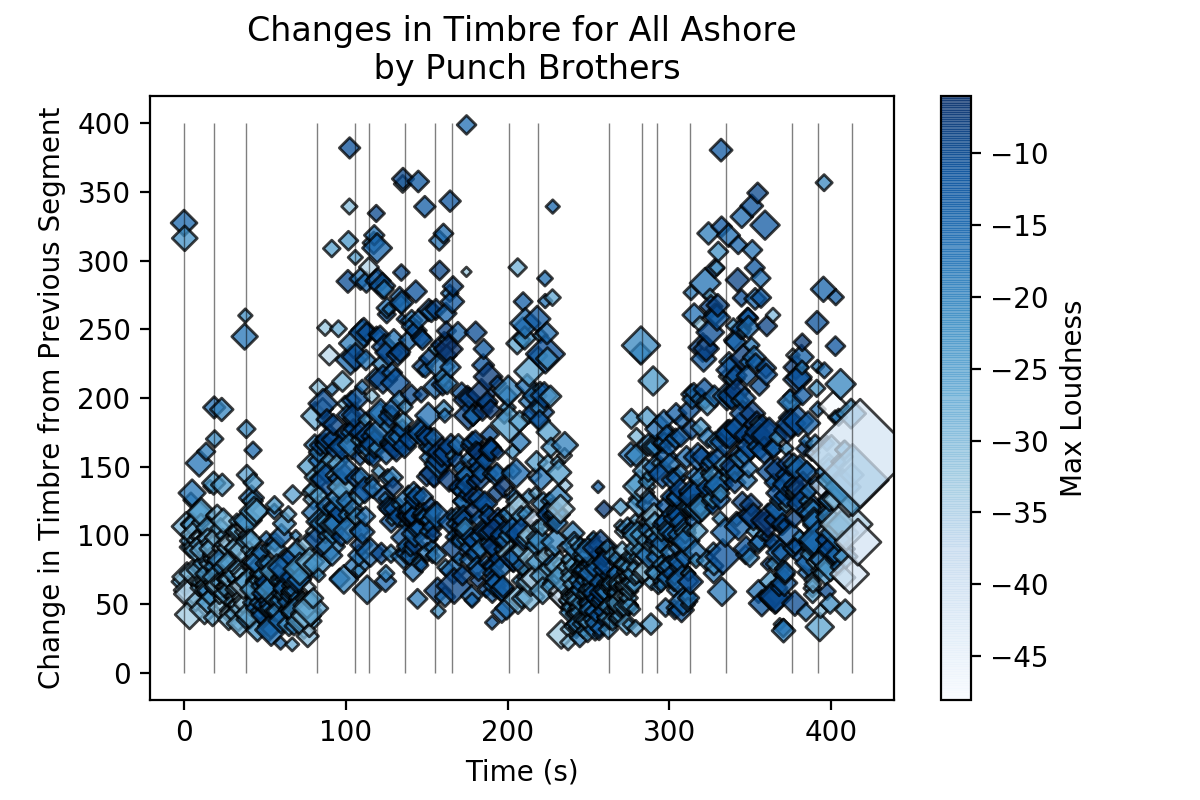 Changes in Timbre for All Ashore
by Punch Brothers
Change in Timbre from Previous Segment
400
350
300
250
200
150
100
50
0
0 100 200 300 400
Time (s)
−10
−15
−20
−25
−30
−35
−40
−45
Max Loudness